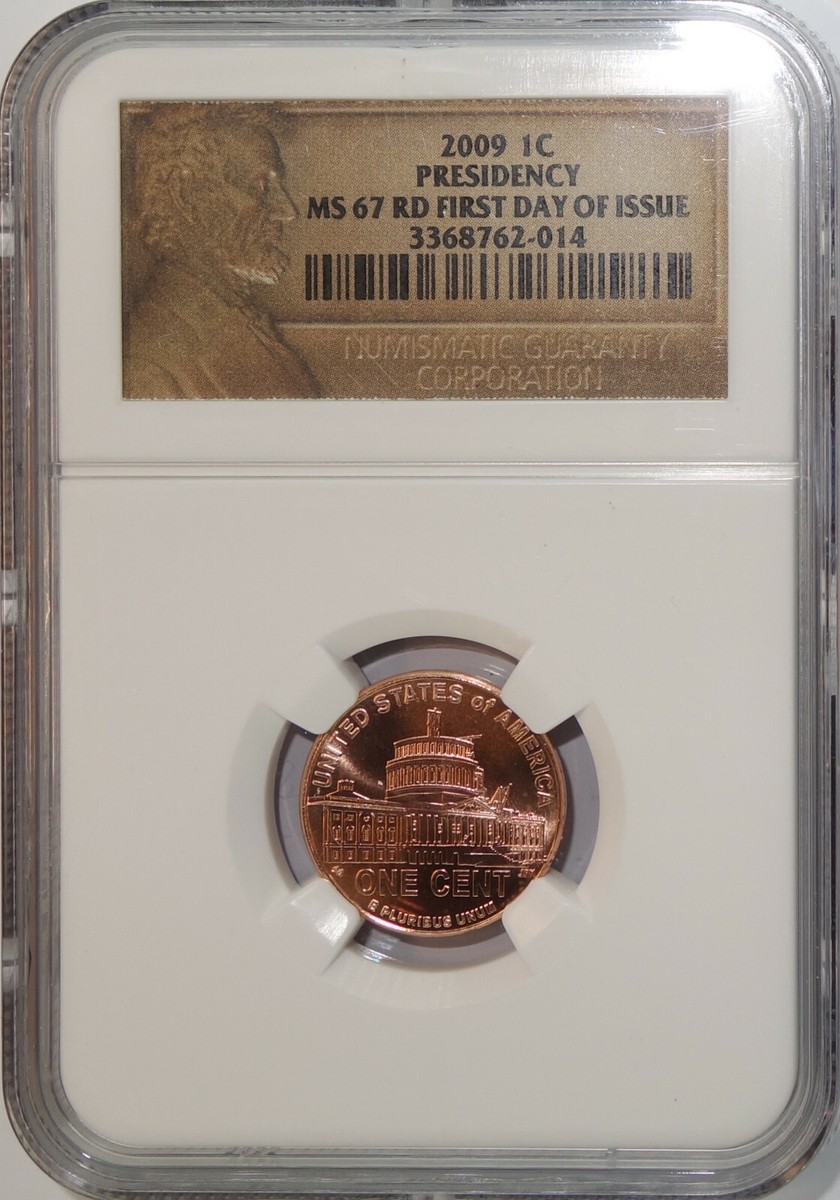 2009 1C
PRESIDENCY
MS 67 RD FIRST DAY OF ISSUE
3368762-014
NUMISMATIC GUARANTY
CORPORATION
UNITED STATES of AMERICA
ONE CENT
E PLURIBUS UNUM